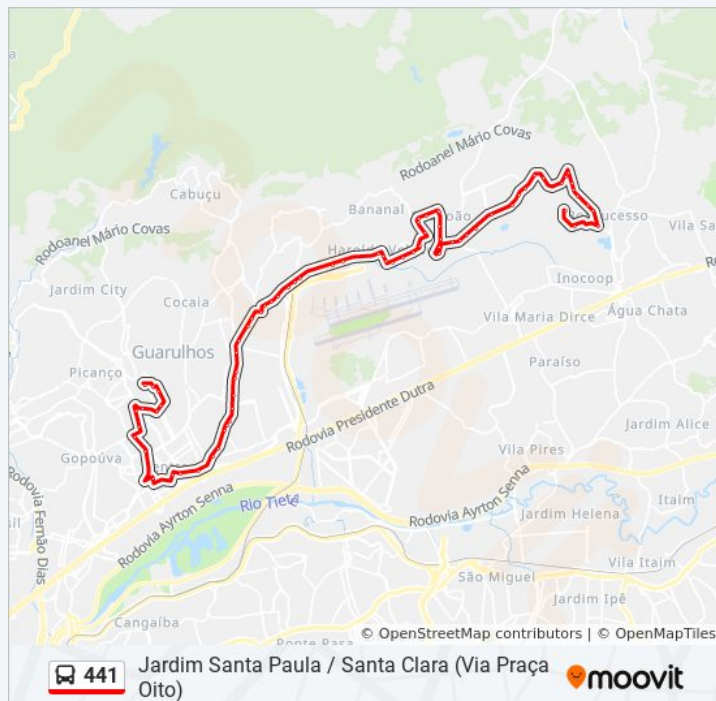 Rodoanel Mário Covas
Cabuçu
Bananal
Rodoanel Mário Covas
Vila Sa
Jardim City
Inocoop
Cocaia
Água Chata
Vila Maria Dirce
Guarulhos
Picanço
Paraíso
Rodovia Presidente Dutra
Jardim Alice
Gopoúva
Vila Pires
Rodovia Ayrton Senna
Rodovia Ayrton Senna
Rio Tietê
Itaim
Jardim Helena
Rodovia Fernão Dias
Vila Itaim
São Miguel
Jardim Ipê
Cangaíba
© OpenStreetMap contributors | © OpenMapTiles
441
Jardim Santa Paula / Santa Clara (Via Praça
Oito)
moovit